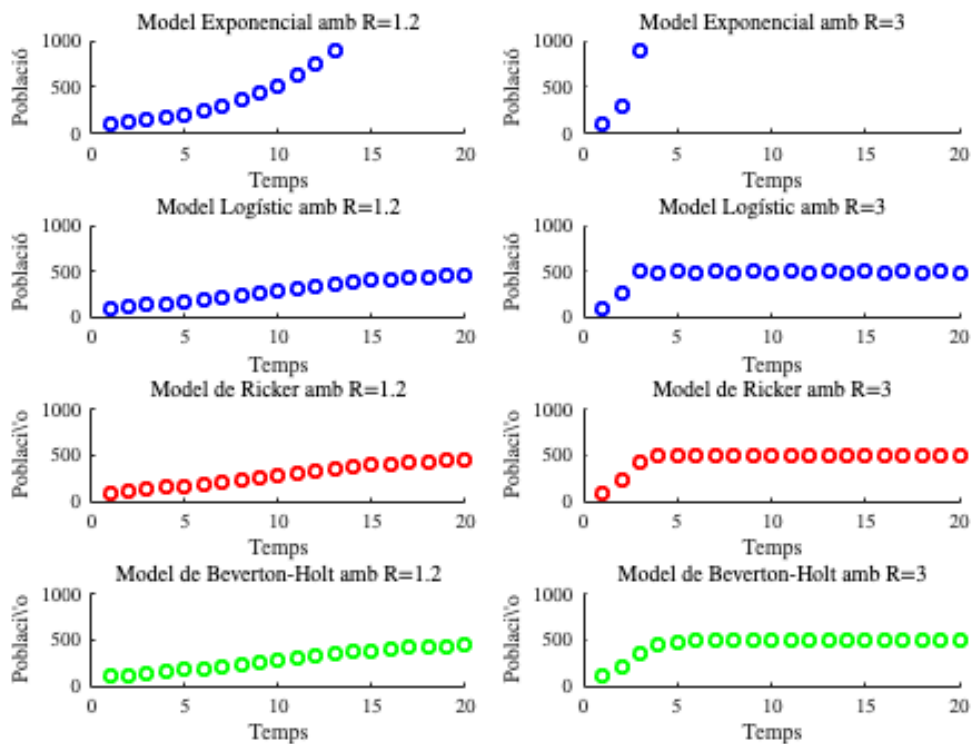 Model Exponencial amb R=1.2
Població
1000
500
0
0 5 10 15 20
Temps
Model Exponencial amb R=3
Població
1000
500
0
0 5 10 15 20
Temps
Model Logístic amb R=1.2
Població
1000
500
0
0 5 10 15 20
Temps
Model Logístic amb R=3
Població
1000
500
0
0 5 10 15 20
Temps
Model de Ricker amb R=1.2
Poblaci\'o
1000
500
0
0 5 10 15 20
Temps
Model de Ricker amb R=3
Poblaci\'o
1000
500
0
0 5 10 15 20
Temps
Model de Beverton-Holt amb R=1.2
Poblaci\'o
1000
500
0
0 5 10 15 20
Temps
Model de Beverton-Holt amb R=3
Poblaci\'o
1000
500
0
0 5 10 15 20
Temps